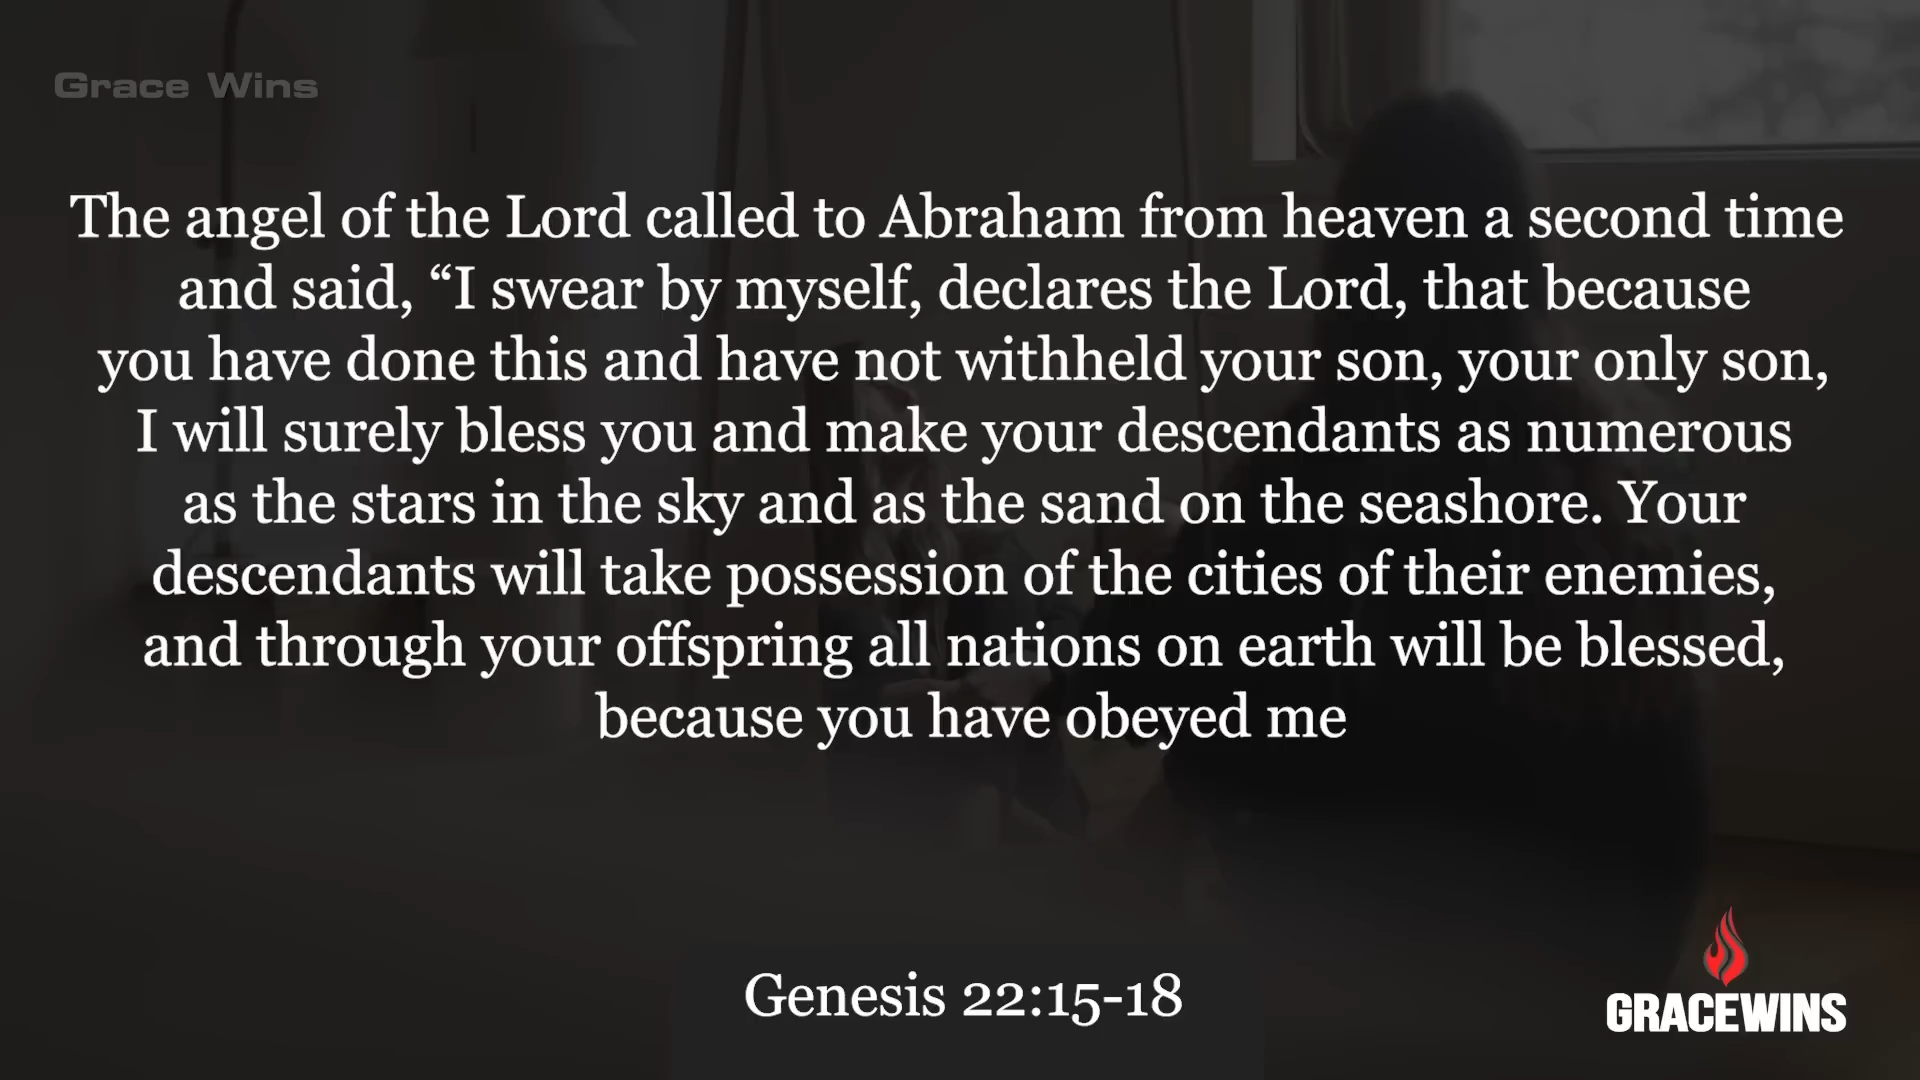 Grace Wins
The angel of the Lord called to Abraham from heaven a second time
and said, “I swear by myself, declares the Lord, that because
you have done this and have not withheld your son, your only son,
I will surely bless you and make your descendants as numerous
as the stars in the sky and as the sand on the seashore. Your
descendants will take possession of the cities of their enemies,
and through your offspring all nations on earth will be blessed,
because you have obeyed me
Genesis 22:15-18
GRACEWINS